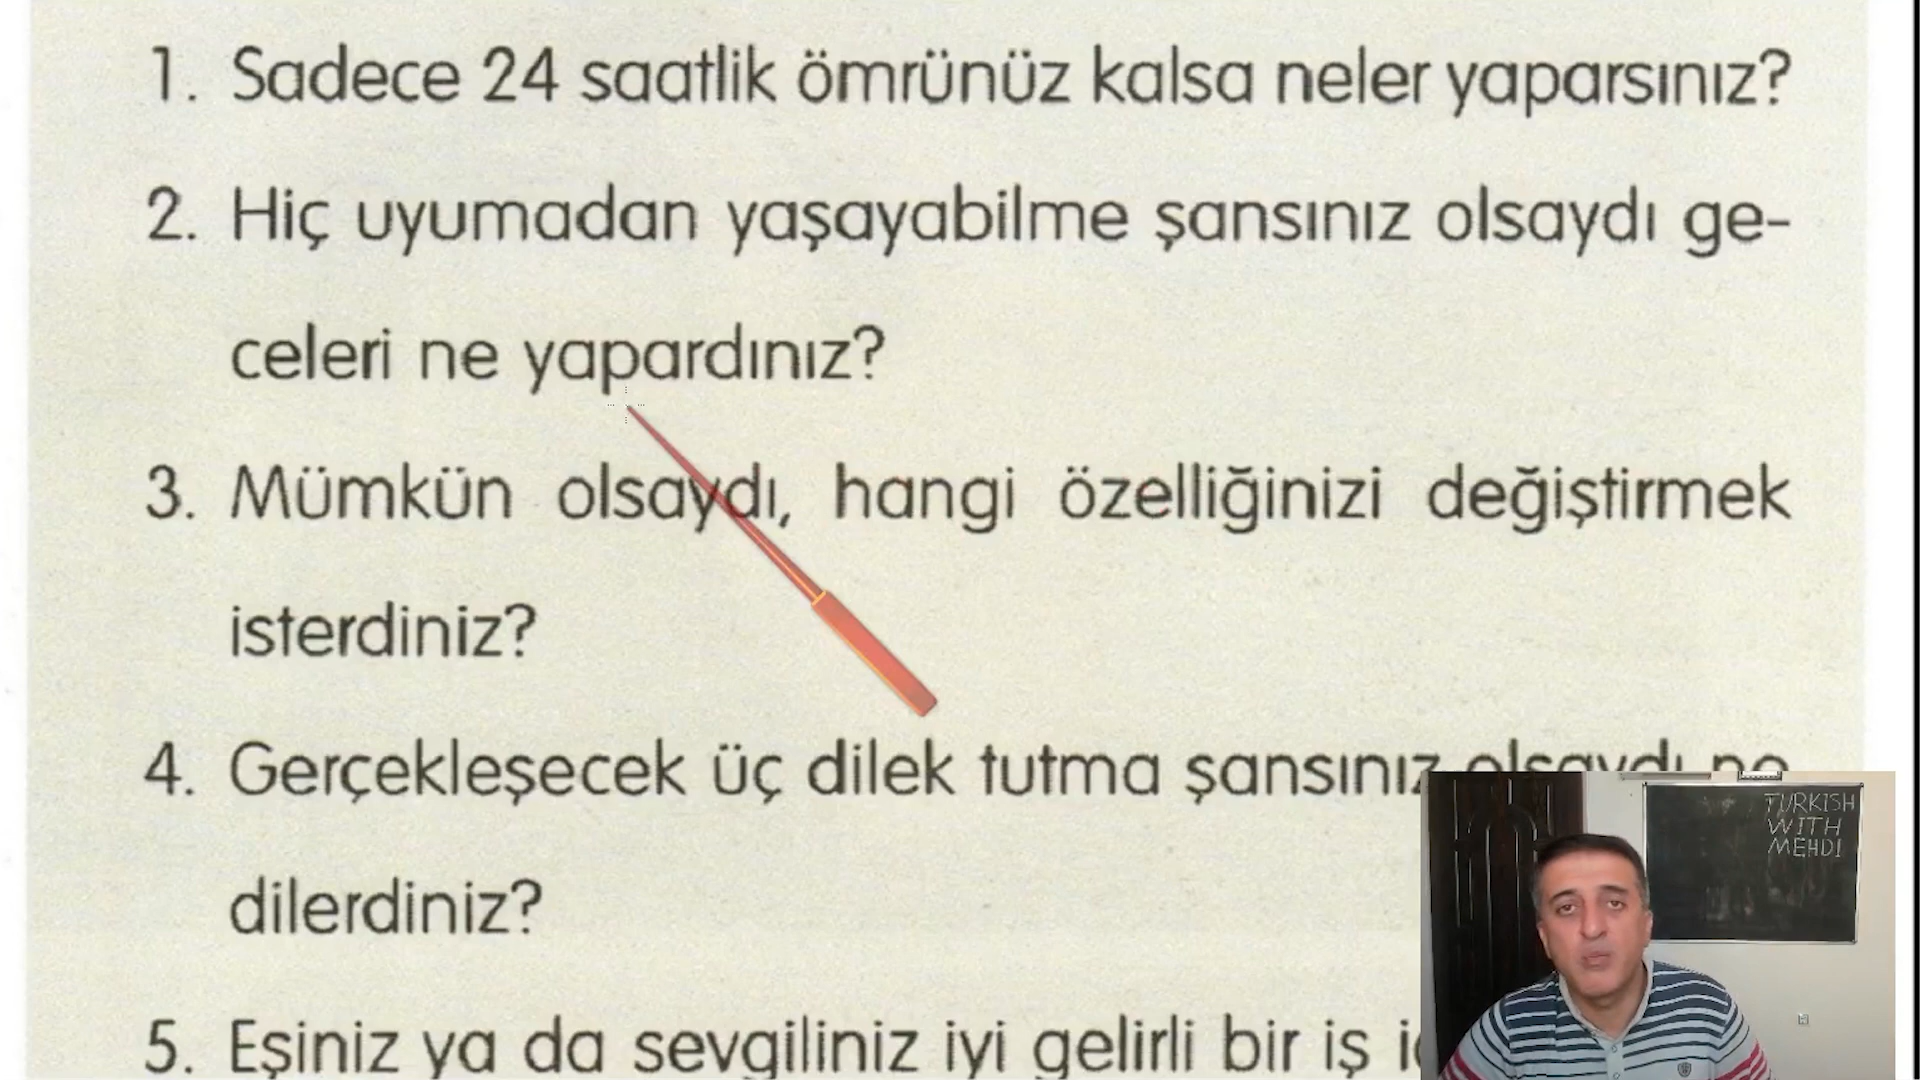 1. Sadece 24 saatlik ömrünüz kalsa neler yaparsınız?
2. Hiç uyumadan yaşayabilme şansınız olsaydı ge-
celeri ne yapardınız?
3. Mümkün olsaydı, hangi özelliğinizi değiştirmek
isterdiniz?
4. Gerçekleşecek üç dilek tutma şansınız olsaydı ne
dilerdiniz?
5. Eşiniz ya da sevgiliniz iyi gelirli bir iş
TURKISH
WITH
MEHDI